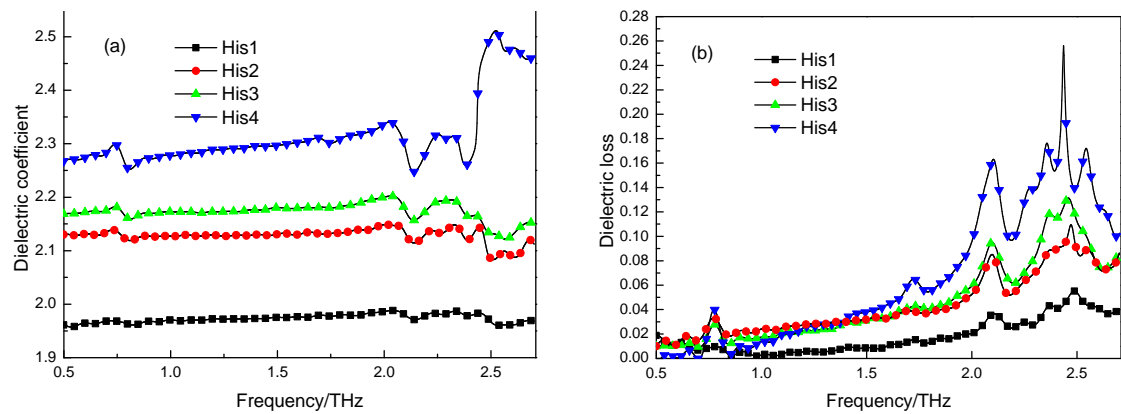 (a)
His1
His2
His3
His4
Dielectric coefficient
2.5
2.4
2.3
2.2
2.1
2.0
1.9
0.5
1.0
1.5
2.0
2.5
Frequency/THz
(b)
His1
His2
His3
His4
Dielectric loss
0.28
0.26
0.24
0.22
0.20
0.18
0.16
0.14
0.12
0.10
0.08
0.06
0.04
0.02
0.00
0.5
1.0
1.5
2.0
2.5
Frequency/THz